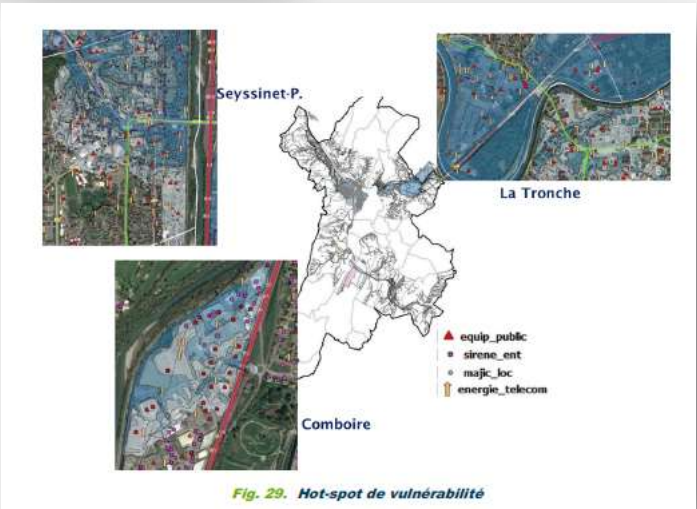 Seyssinet-P.
La Tronche
equip_public
sirene_ent
majic_loc
energie_telecom
Comboire
Fig. 29. Hot-spot de vulnérabilité